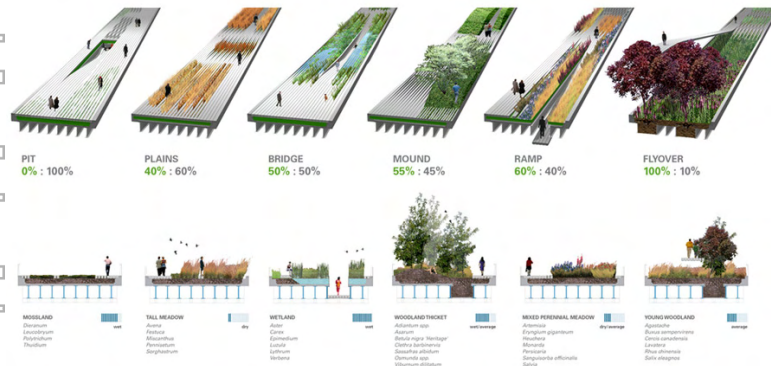 PIT
0% : 100%
PLAINS
40% : 60%
BRIDGE
50% : 50%
MOUND
55% : 45%
RAMP
60% : 40%
FLYOVER
100% : 10%
MOSSLAND
wet
Dicranum
Leucobryum
Polytrichum
Thuidium
TALL MEADOW
dry
Avena
Festuca
Miscanthus
Pennisetum
Sorghastrum
WETLAND
wet
Aster
Carex
Epimedium
Luzula
Lythrum
Verbena
WOODLAND THICKET
wet/average
Adiantum spp
Asarum
Betula nigra 'Heritage'
Clethra barbinervis
Sassafras albidum
Osmunda spp
Viburnum dilitatum
MIXED PERENNIAL MEADOW
dry/average
Artemisia
Eryngium giganteum
Heuchera
Monarda
Persicaria
Sanguisorba officinalis
Salvia
YOUNG WOODLAND
average
Agastache
Buxus sempervirens
Cercis canadensis
Lavatera
Rhus chinensis
Salix eleagnos